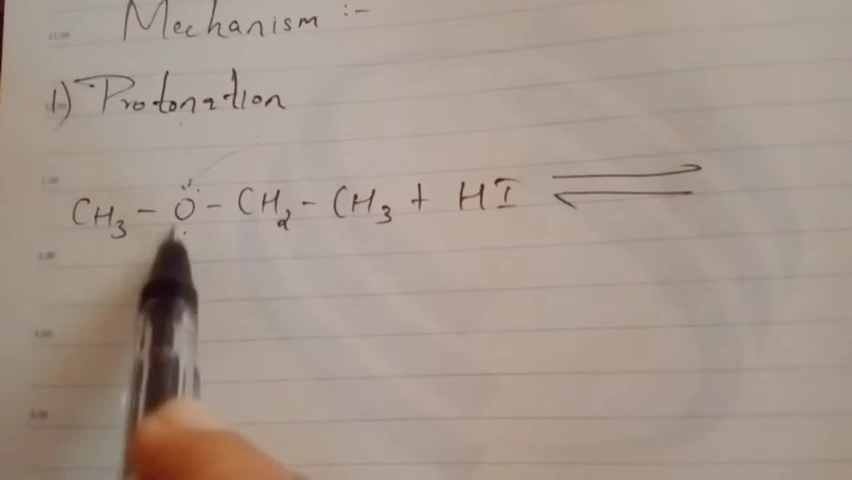 Mechanism :-
1) Protonation
CH3 - Ö - CH2 - CH3 + HI ⇌